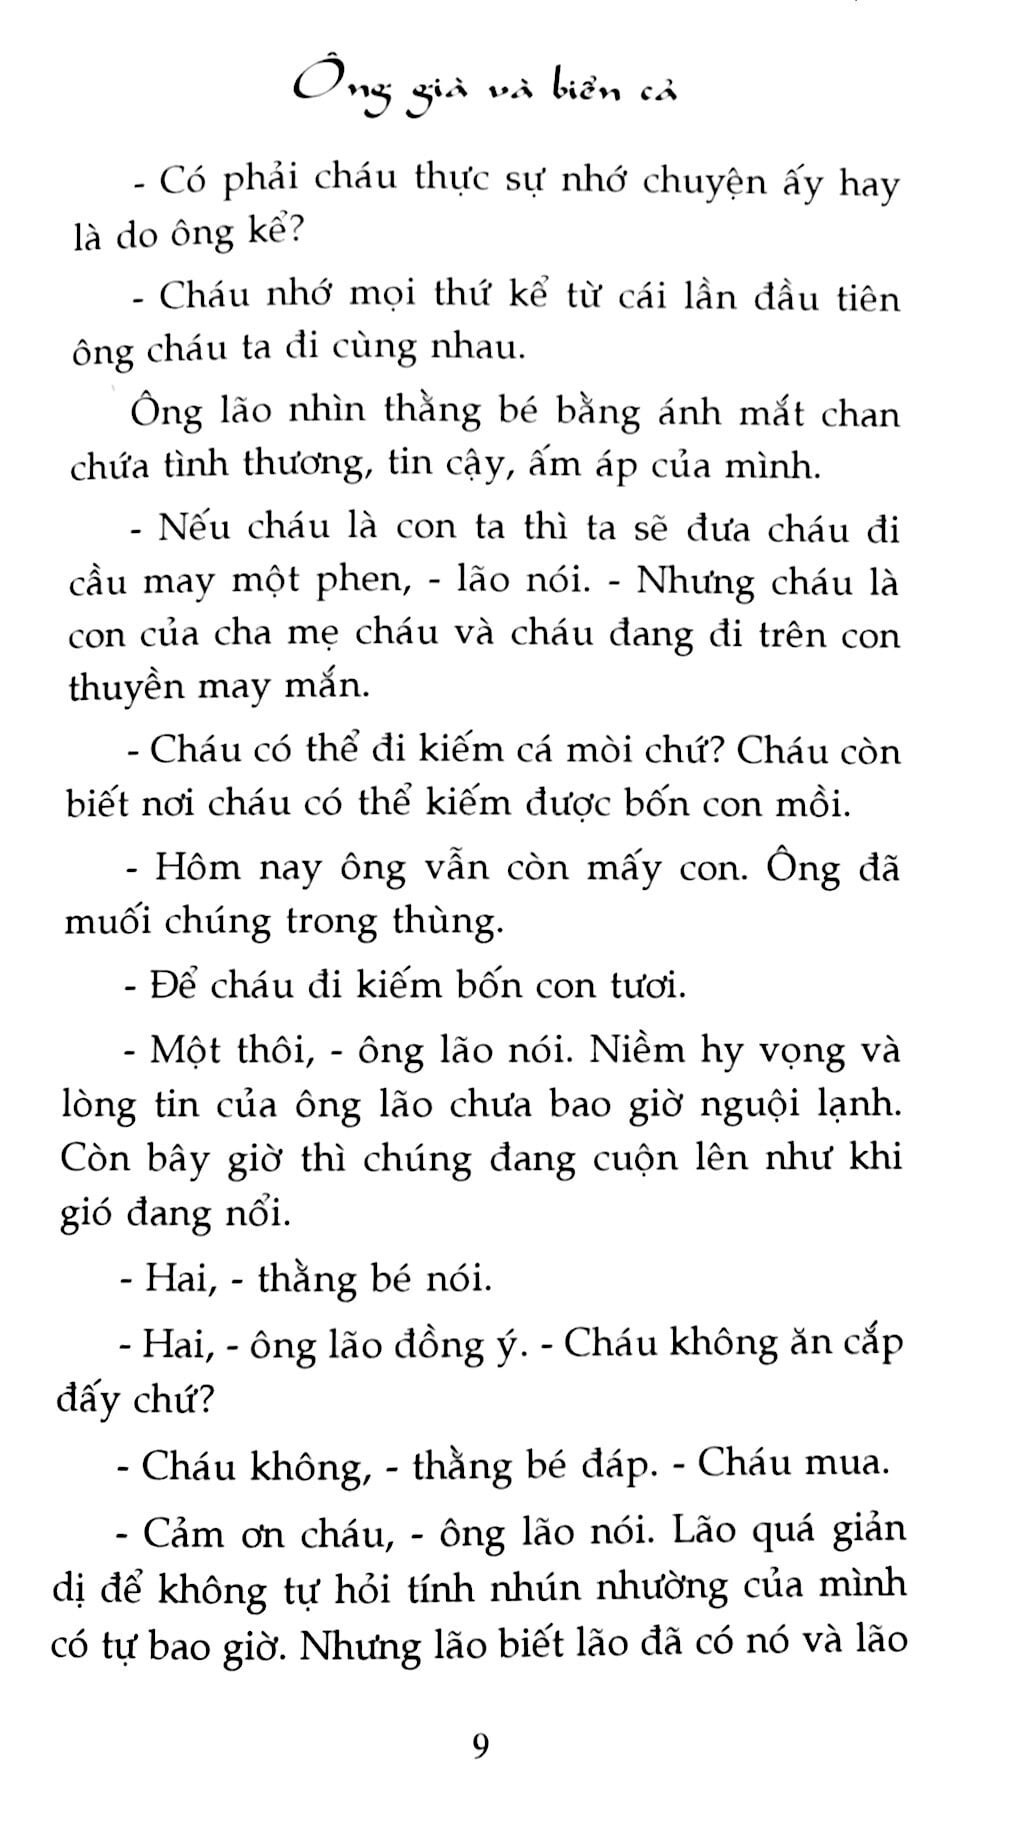 Ông già và biển cả
- Có phải cháu thực sự nhớ chuyện ấy hay
là do ông kể?
- Cháu nhớ mọi thứ kể từ cái lần đầu tiên
ông cháu ta đi cùng nhau.
Ông lão nhìn thằng bé bằng ánh mắt chan
chứa tình thương, tin cậy, ấm áp của mình.
- Nếu cháu là con ta thì ta sẽ đưa cháu đi
cầu may một phen, - lão nói. - Nhưng cháu là
con của cha mẹ cháu và cháu đang đi trên con
thuyền may mắn.
- Cháu có thể đi kiếm cá mòi chứ? Cháu còn
biết nơi cháu có thể kiếm được bốn con mồi.
- Hôm nay ông vẫn còn mấy con. Ông đã
muối chúng trong thùng.
- Để cháu đi kiếm bốn con tươi.
- Một thôi, - ông lão nói. Niềm hy vọng và
lòng tin của ông lão chưa bao giờ nguội lạnh.
Còn bây giờ thì chúng đang cuộn lên như khi
gió đang nổi.
- Hai, - thằng bé nói.
- Hai, - ông lão đồng ý. - Cháu không ăn cắp
đấy chứ?
- Cháu không, - thằng bé đáp. - Cháu mua.
- Cảm ơn cháu, - ông lão nói. Lão quá giản
dị để không tự hỏi tính nhún nhường của mình
có tự bao giờ. Nhưng lão biết lão đã có nó và lão
9